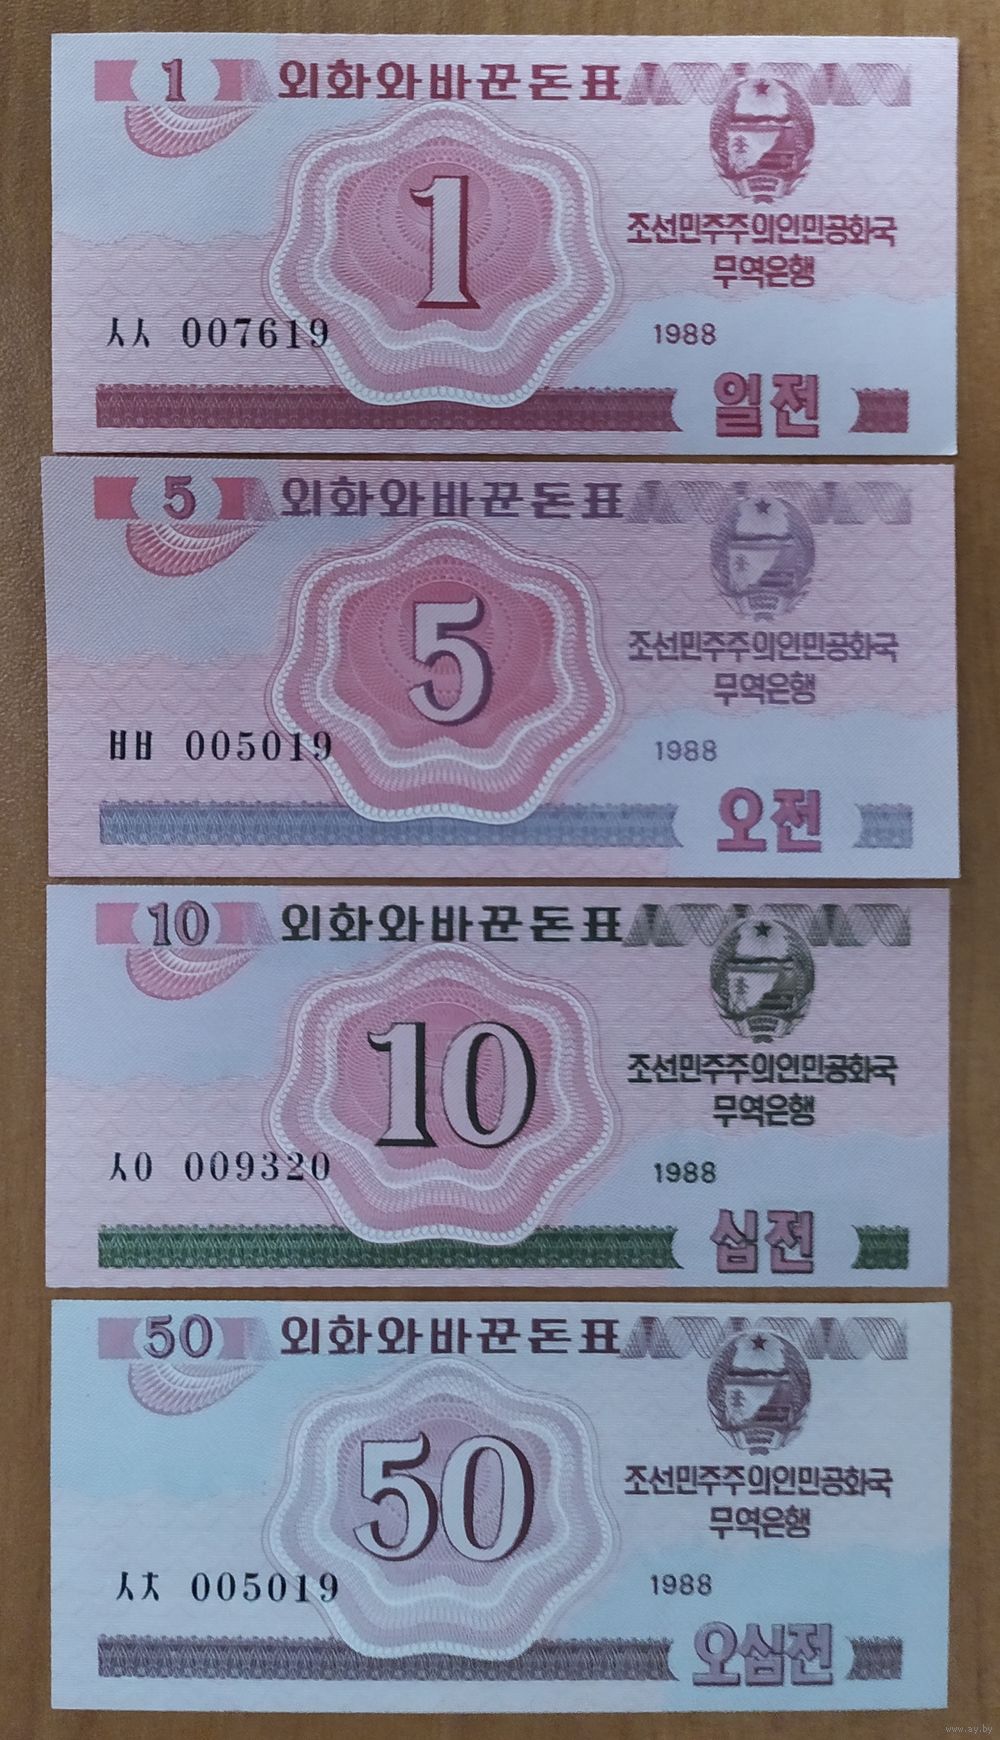 1 외화와바꾼돈표
조선민주주의인민공화국
무역은행
1
ㅅㅅ 007619
1988
일전
5 외화와바꾼돈표
조선민주주의인민공화국
무역은행
5
ㅂㅂ 005019
1988
오전
10 외화와바꾼돈표
조선민주주의인민공화국
무역은행
10
ㅅㅇ 009320
1988
십전
50 외화와바꾼돈표
조선민주주의인민공화국
무역은행
50
ㅅㅊ 005019
1988
오십전
www.ay.by